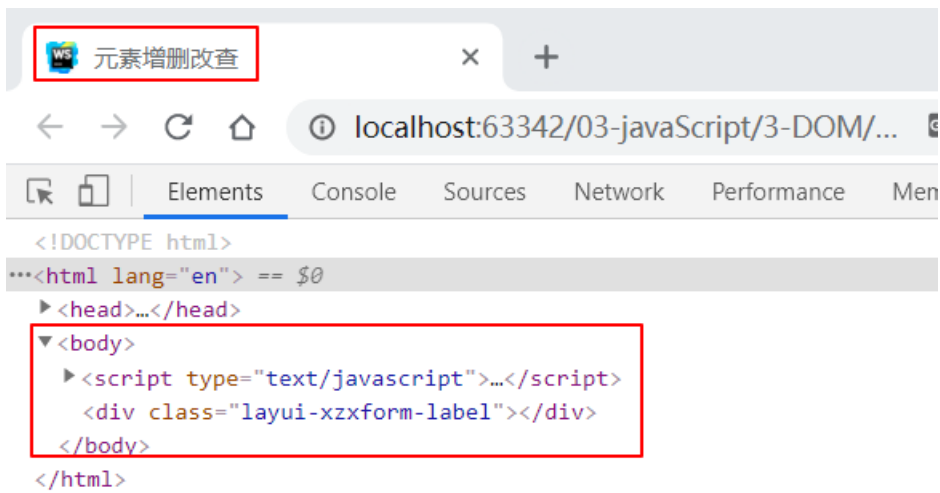 WS 元素增删改查
localhost:63342/03-javaScript/3-DOM/...
Elements Console Sources Network Performance Mem
<!DOCTYPE html>
…<html lang="en"> == $0
<head>…</head>
<body>
<script type="text/javascript">…</script>
<div class="layui-xzxform-label"></div>
</body>
</html>